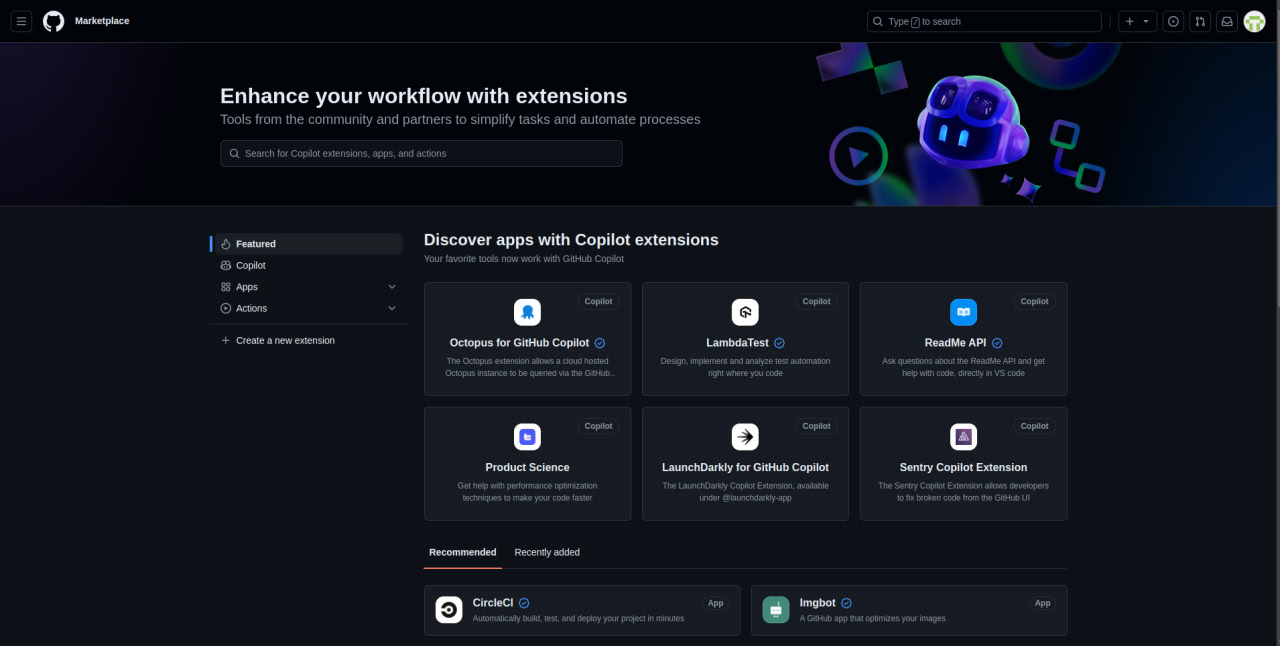 Marketplace
Type / to search
Enhance your workflow with extensions
Tools from the community and partners to simplify tasks and automate processes
Search for Copilot extensions, apps, and actions
Featured
Copilot
Apps
Actions
Create a new extension
Discover apps with Copilot extensions
Your favorite tools now work with GitHub Copilot
Copilot
Octopus for GitHub Copilot
The Octopus extension allows a cloud hosted
Octopus instance to be queried via the GitHub..
Copilot
LambdaTest
Design, implement and analyze test automation
right where you code
Copilot
ReadMe API
Ask questions about the ReadMe API and get
help with code, directly in VS code
Copilot
Product Science
Get help with performance optimization
techniques to make your code faster
Copilot
LaunchDarkly for GitHub Copilot
The LaunchDarkly Copilot Extension, available
under @launchdarkly-app
Copilot
Sentry Copilot Extension
The Sentry Copilot Extension allows developers
to fix broken code from the GitHub UI
Recommended
Recently added
CircleCI
App
Automatically build, test, and deploy your project in minutes
Imgbot
App
A GitHub app that optimizes your images